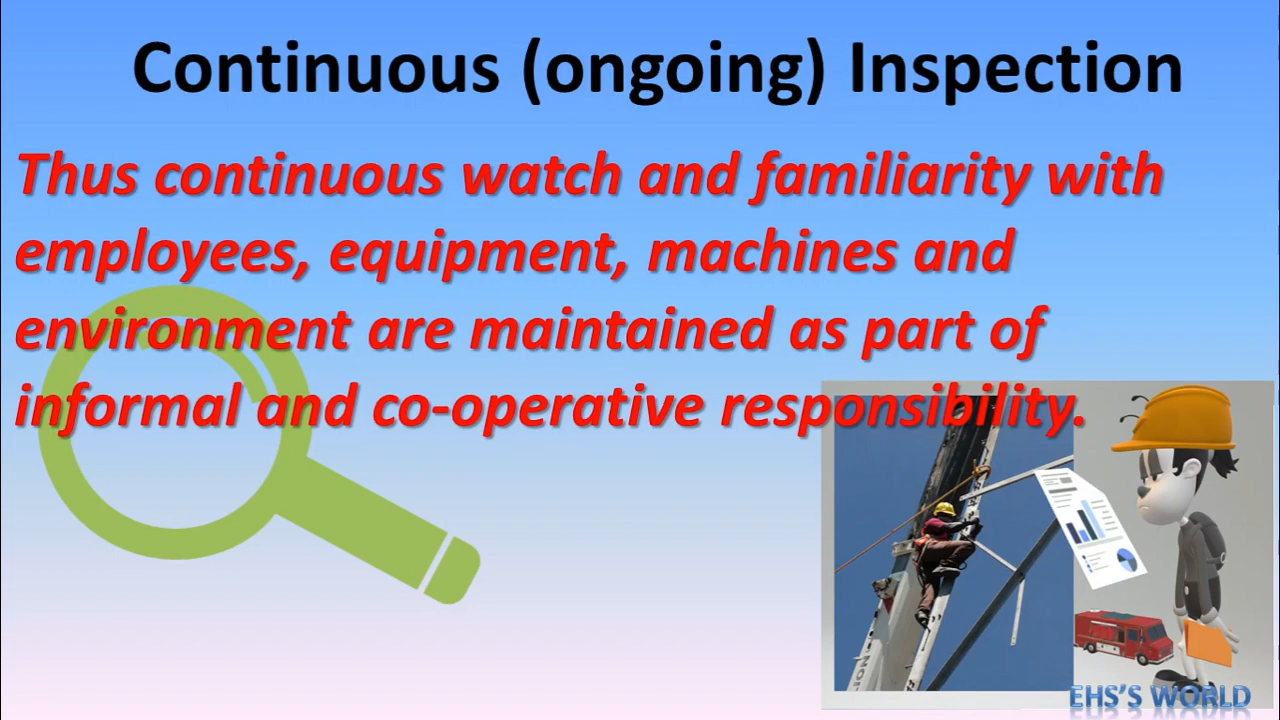 Continuous (ongoing) Inspection
Thus continuous watch and familiarity with
employees, equipment, machines and
environment are maintained as part of
informal and co-operative responsibility.
EHS'S WORLD